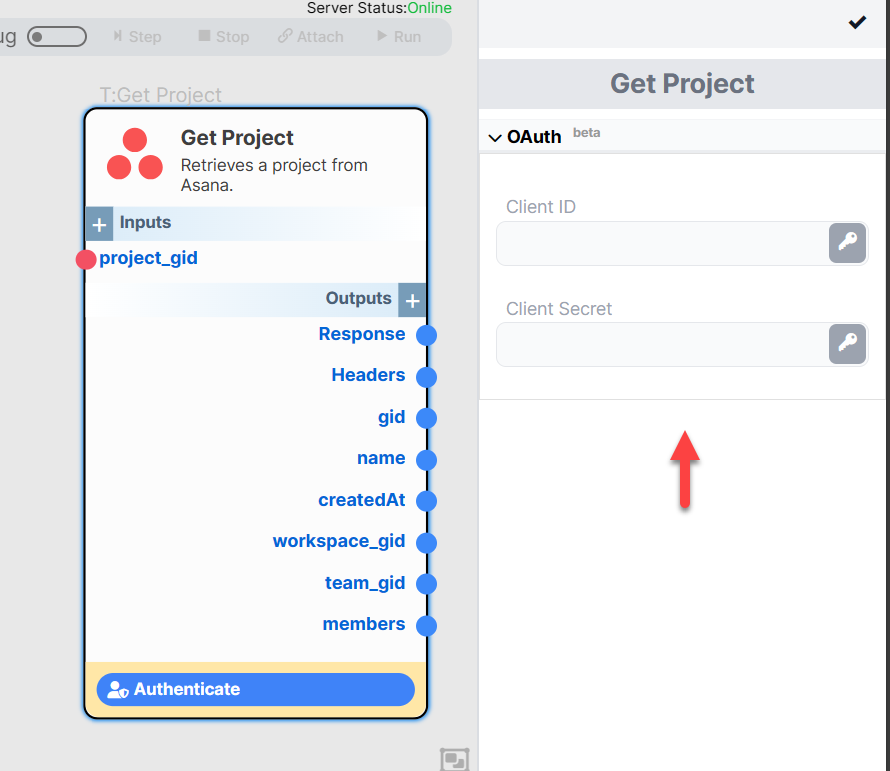 Server Status:Online
ug
Step
Stop
Attach
Run
T:Get Project
Get Project
Retrieves a project from
Asana.
Inputs
project_gid
Outputs
Response
Headers
gid
name
createdAt
workspace_gid
team_gid
members
Authenticate
Get Project
OAuth beta
Client ID
Client Secret